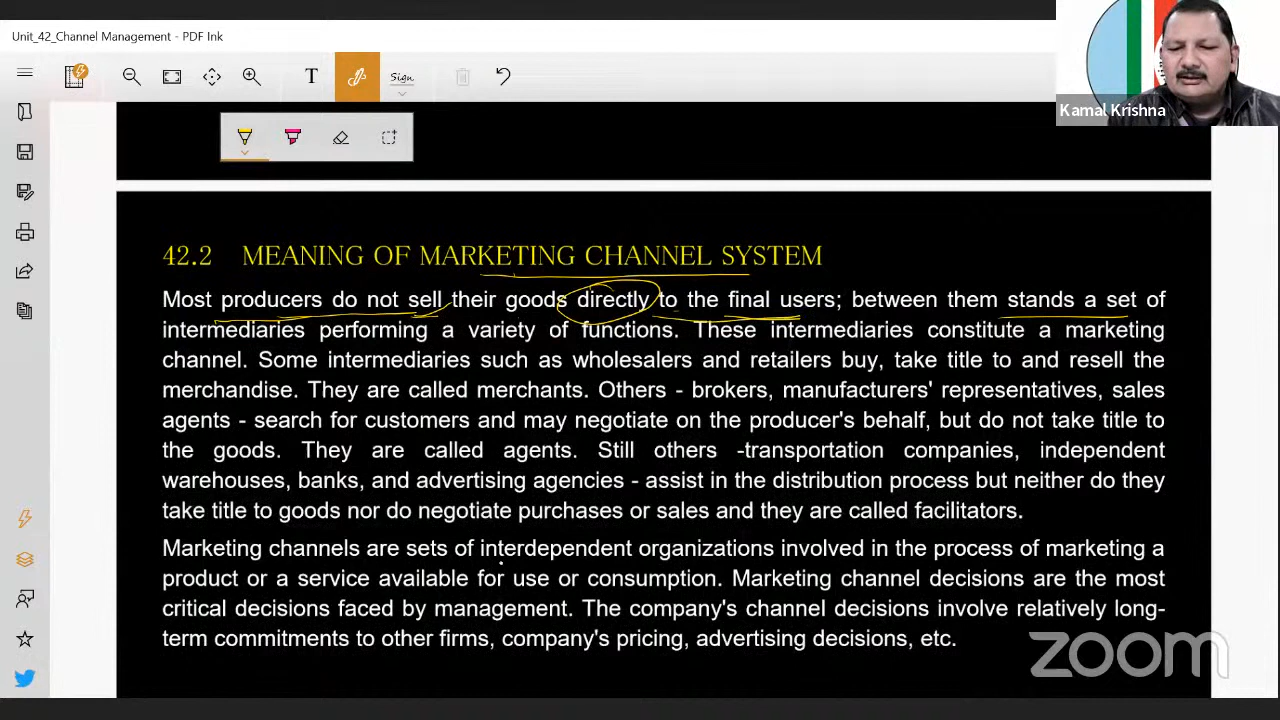 Unit_42_Channel Management - PDF Ink
T
Sign
Kamal Krishna
42.2 MEANING OF MARKETING CHANNEL SYSTEM
Most producers do not sell their goods directly to the final users; between them stands a set of
intermediaries performing a variety of functions. These intermediaries constitute a marketing
channel. Some intermediaries such as wholesalers and retailers buy, take title to and resell the
merchandise. They are called merchants. Others - brokers, manufacturers' representatives, sales
agents - search for customers and may negotiate on the producer's behalf, but do not take title to
the goods. They are called agents. Still others -transportation companies, independent
warehouses, banks, and advertising agencies - assist in the distribution process but neither do they
take title to goods nor do negotiate purchases or sales and they are called facilitators.
Marketing channels are sets of interdependent organizations involved in the process of marketing a
product or a service available for use or consumption. Marketing channel decisions are the most
critical decisions faced by management. The company's channel decisions involve relatively long-
term commitments to other firms, company's pricing, advertising decisions, etc.
zoom